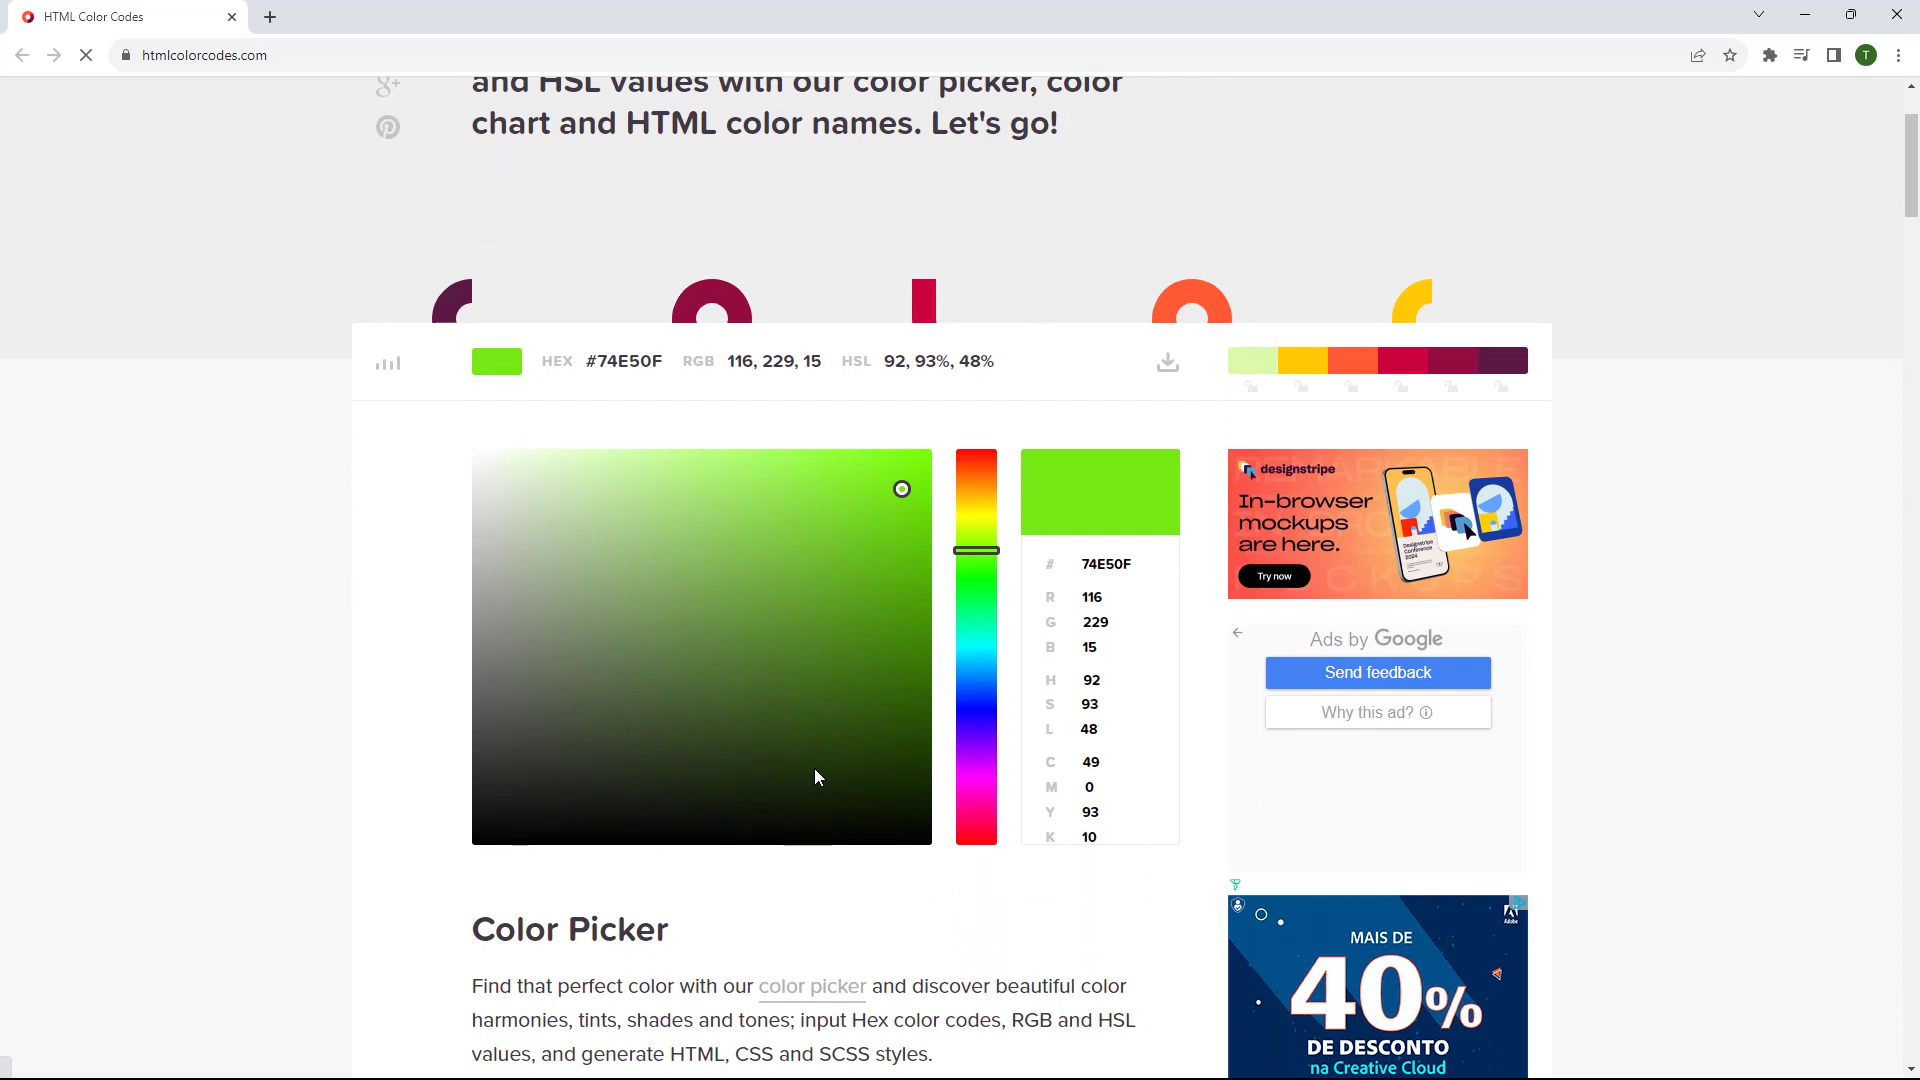 HTML Color Codes
htmlcolorcodes.com
T
and HSL values with our color picker, color
chart and HTML color names. Let's go!
HEX #74E50F RGB 116, 229, 15 HSL 92, 93%, 48%
# 74E50F
R 116
G 229
B 15
H 92
S 93
L 48
C 49
M 0
Y 93
K 10
designstripe
In-browser
mockups
are here.
Try now
Designstripe
Conference
2024
Ads by Google
Send feedback
Why this ad?
Adobe
MAIS DE
40%
DE DESCONTO
na Creative Cloud
Color Picker
Find that perfect color with our color picker and discover beautiful color
harmonies, tints, shades and tones; input Hex color codes, RGB and HSL
values, and generate HTML, CSS and SCSS styles.